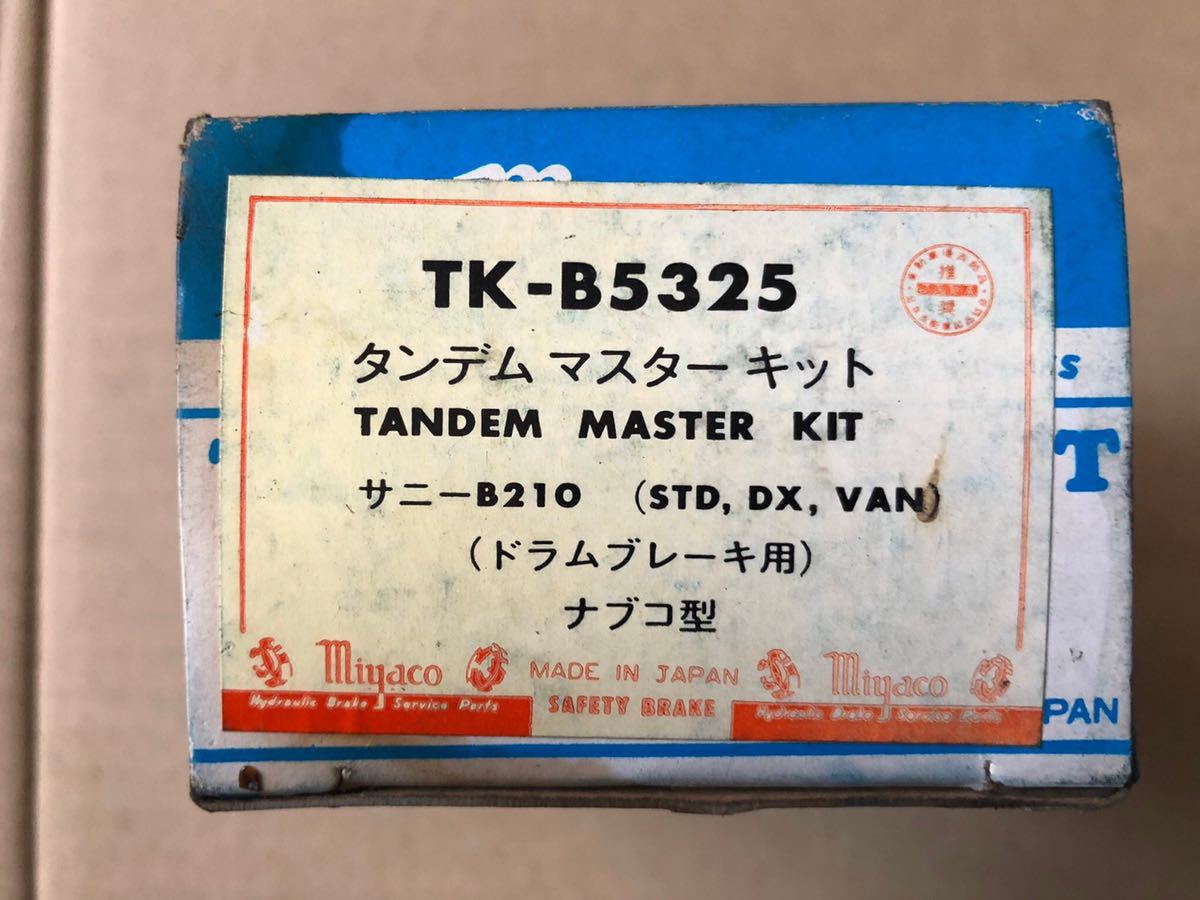 TK-B5325
推
奨
タンデム マスター キット
TANDEM MASTER KIT
サニーB210 (STD, DX, VAN)
(ドラムブレーキ用)
ナブコ型
Miyaco MADE IN JAPAN Miyaco
Hydraulic Brake Service Parts SAFETY BRAKE Hydraulic Brake Service Parts
S
T
PAN